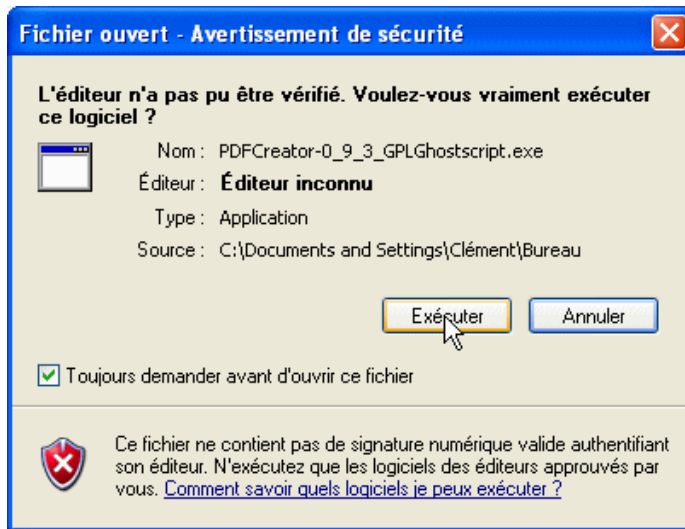 Fichier ouvert - Avertissement de sécurité
L'éditeur n'a pas pu être vérifié. Voulez-vous vraiment exécuter
ce logiciel ?
Nom : PDFCreator-0_9_3_GPLGhostscript.exe
Éditeur : Éditeur inconnu
Type : Application
Source : C:\Documents and Settings\Clément\Bureau
Exécuter Annuler
Toujours demander avant d'ouvrir ce fichier
Ce fichier ne contient pas de signature numérique valide authentifiant
son éditeur. N'exécutez que les logiciels des éditeurs approuvés par
vous. Comment savoir quels logiciels je peux exécuter ?